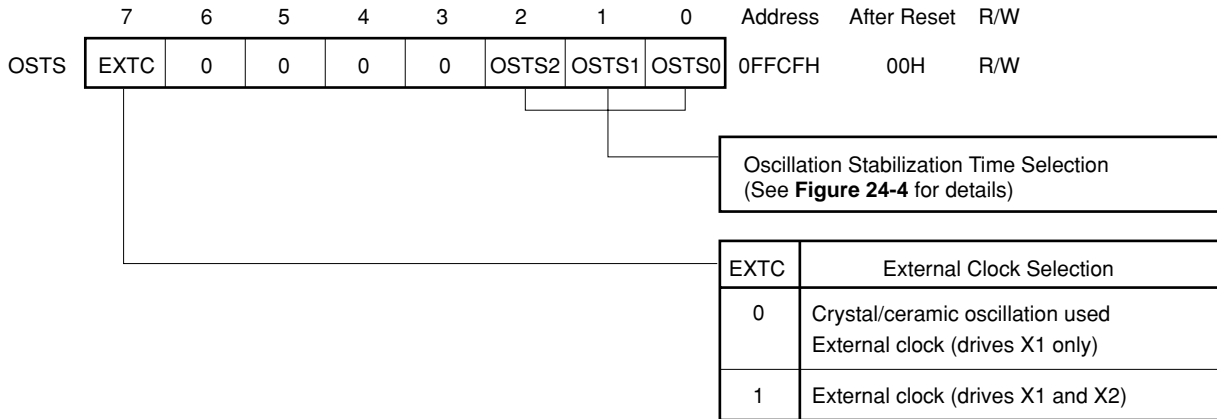 7 6 5 4 3 2 1 0 Address After Reset R/W
OSTS EXTC 0 0 0 0 OSTS2 OSTS1 OSTS0 0FFCFH 00H R/W
Oscillation Stabilization Time Selection
(See Figure 24-4 for details)
EXTC External Clock Selection
0 Crystal/ceramic oscillation used
External clock (drives X1 only)
1 External clock (drives X1 and X2)